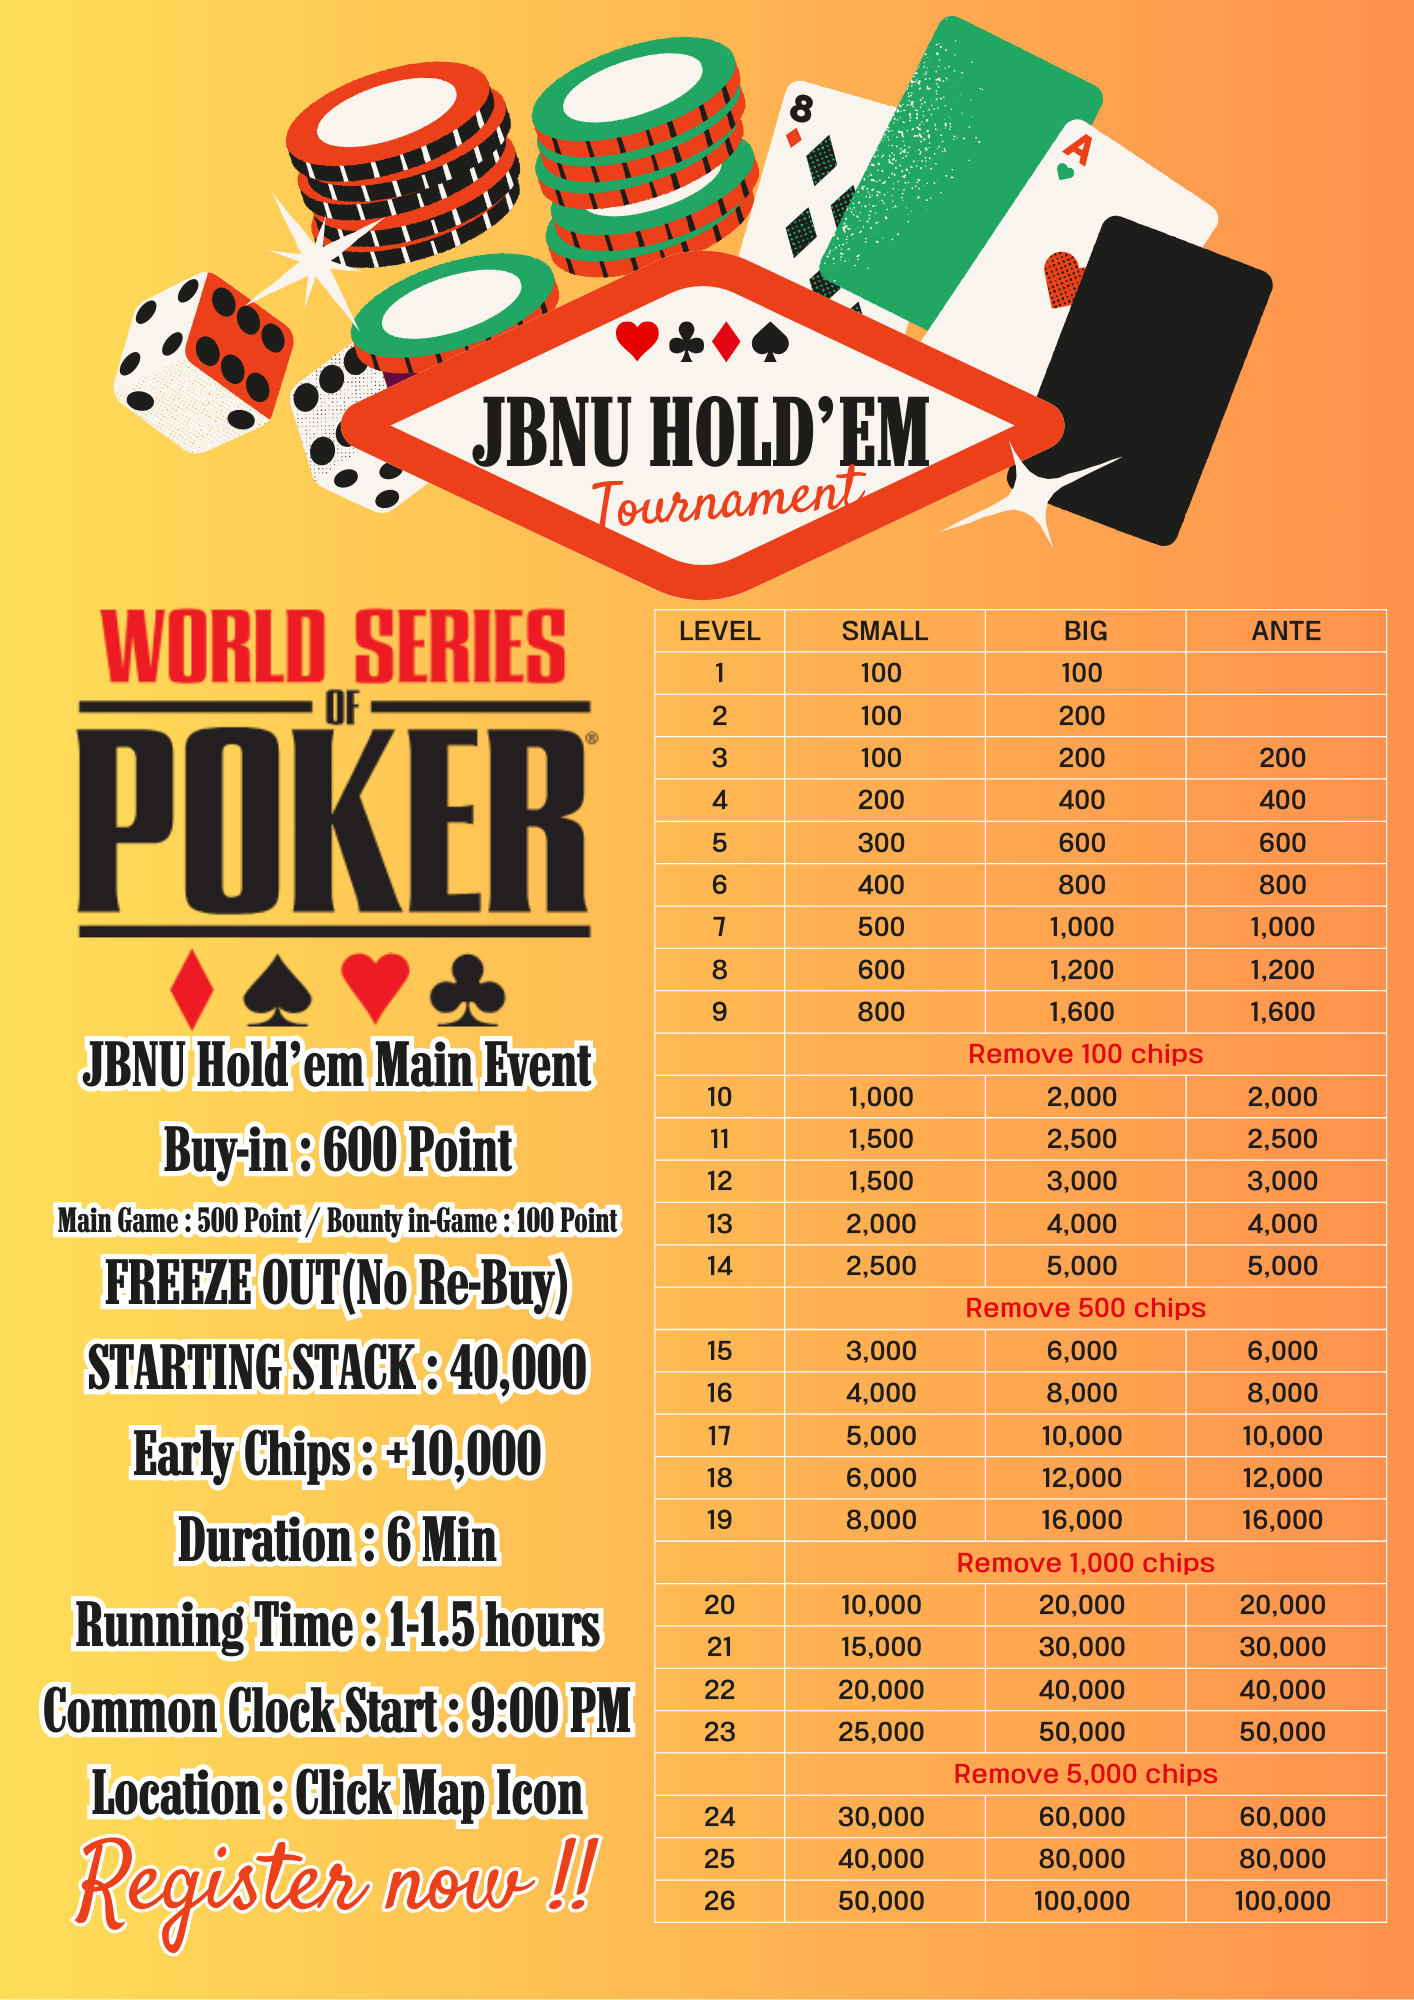 8
A
JBNU HOLD’EM
Tournament
WORLD SERIES
OF
POKER®
JBNU Hold’em Main Event
Buy-in : 600 Point
Main Game : 500 Point / Bounty in-Game : 100 Point
FREEZE OUT(No Re-Buy)
STARTING STACK : 40,000
Early Chips : +10,000
Duration : 6 Min
Running Time : 1-1.5 hours
Common Clock Start : 9:00 PM
Location : Click Map Icon
Register now !!
LEVEL SMALL BIG ANTE
1 100 100
2 100 200
3 100 200 200
4 200 400 400
5 300 600 600
6 400 800 800
7 500 1,000 1,000
8 600 1,200 1,200
9 800 1,600 1,600
Remove 100 chips
10 1,000 2,000 2,000
11 1,500 2,500 2,500
12 1,500 3,000 3,000
13 2,000 4,000 4,000
14 2,500 5,000 5,000
Remove 500 chips
15 3,000 6,000 6,000
16 4,000 8,000 8,000
17 5,000 10,000 10,000
18 6,000 12,000 12,000
19 8,000 16,000 16,000
Remove 1,000 chips
20 10,000 20,000 20,000
21 15,000 30,000 30,000
22 20,000 40,000 40,000
23 25,000 50,000 50,000
Remove 5,000 chips
24 30,000 60,000 60,000
25 40,000 80,000 80,000
26 50,000 100,000 100,000